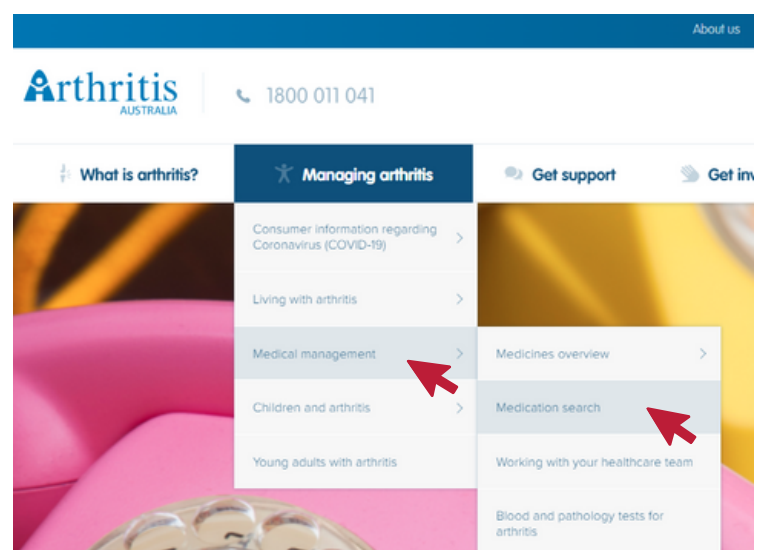 About us
Arthritis
AUSTRALIA
1800 011 041
What is arthritis?
Managing arthritis
Get support
Get inv
Consumer information regarding
Coronavirus (COVID-19)
Living with arthritis
Medical management
Medicines overview
Children and arthritis
Medication search
Young adults with arthritis
Working with your healthcare team
Blood and pathology tests for
arthritis